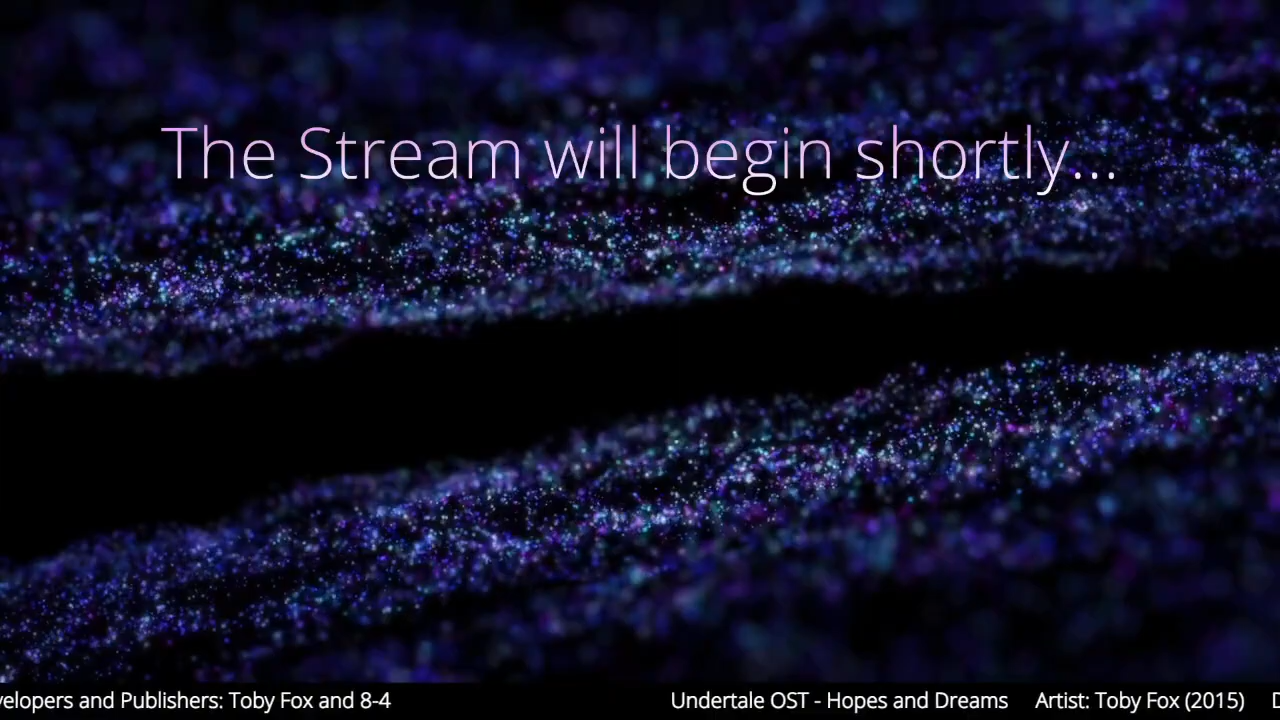 The Stream will begin shortly...
velopers and Publishers: Toby Fox and 8-4 Undertale OST - Hopes and Dreams Artist: Toby Fox (2015) D